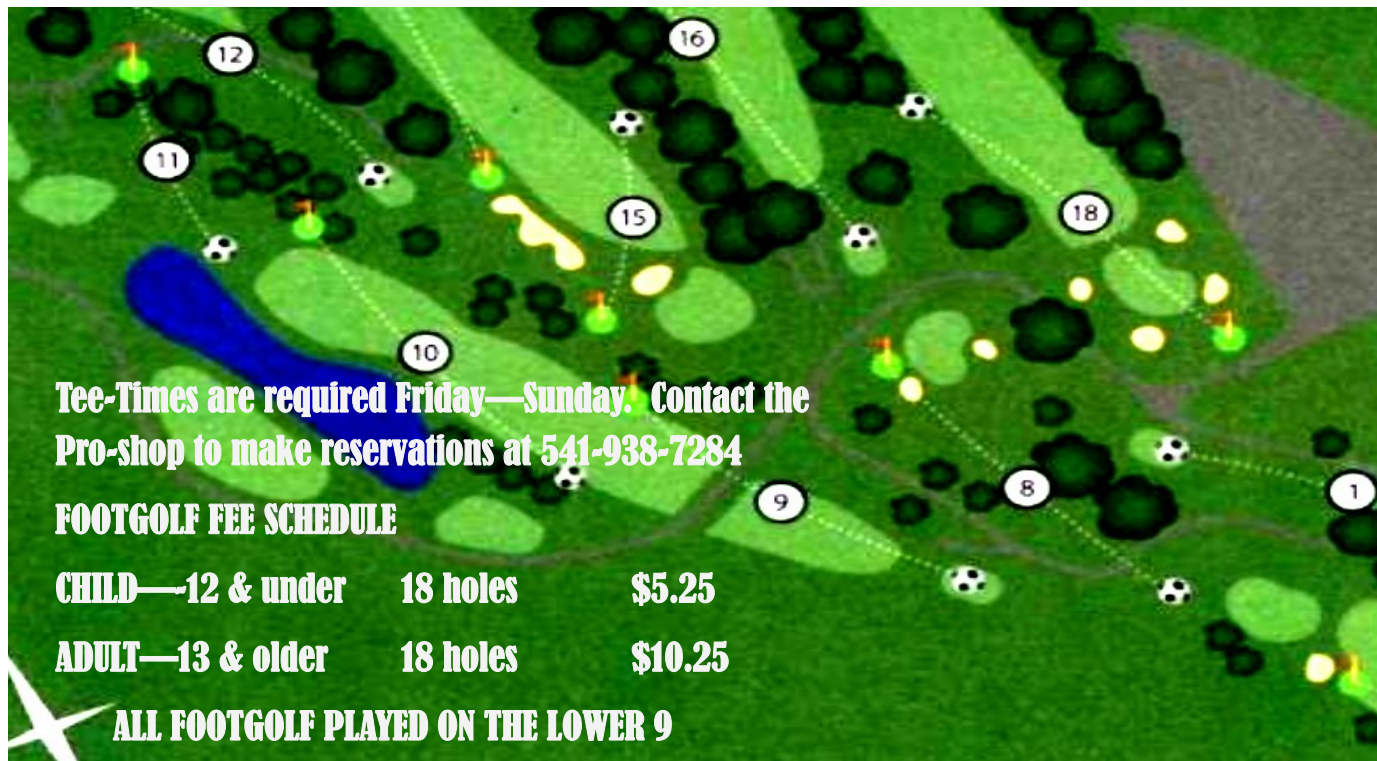 12
16
11
15
18
10
Tee-Times are required Friday—Sunday. Contact the
Pro-shop to make reservations at 541-938-7284
9
8
1
FOOTGOLF FEE SCHEDULE
CHILD—-12 & under 18 holes $5.25
ADULT—13 & older 18 holes $10.25
ALL FOOTGOLF PLAYED ON THE LOWER 9